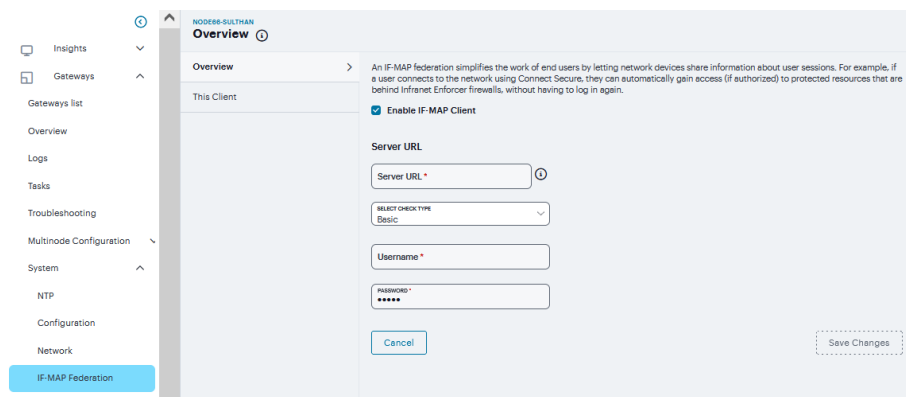 Insights
Gateways
Gateways list
Overview
Logs
Tasks
Troubleshooting
Multinode Configuration
System
NTP
Configuration
Network
IF-MAP Federation
NODE66-SULTHAN
Overview
Overview
This Client
An IF-MAP federation simplifies the work of end users by letting network devices share information about user sessions. For example, if
a user connects to the network using Connect Secure, they can automatically gain access (if authorized) to protected resources that are
behind Infranet Enforcer firewalls, without having to log in again.
Enable IF-MAP Client
Server URL
Server URL *
SELECT CHECK TYPE
Basic
Username *
PASSWORD *
•••••
Cancel
Save Changes